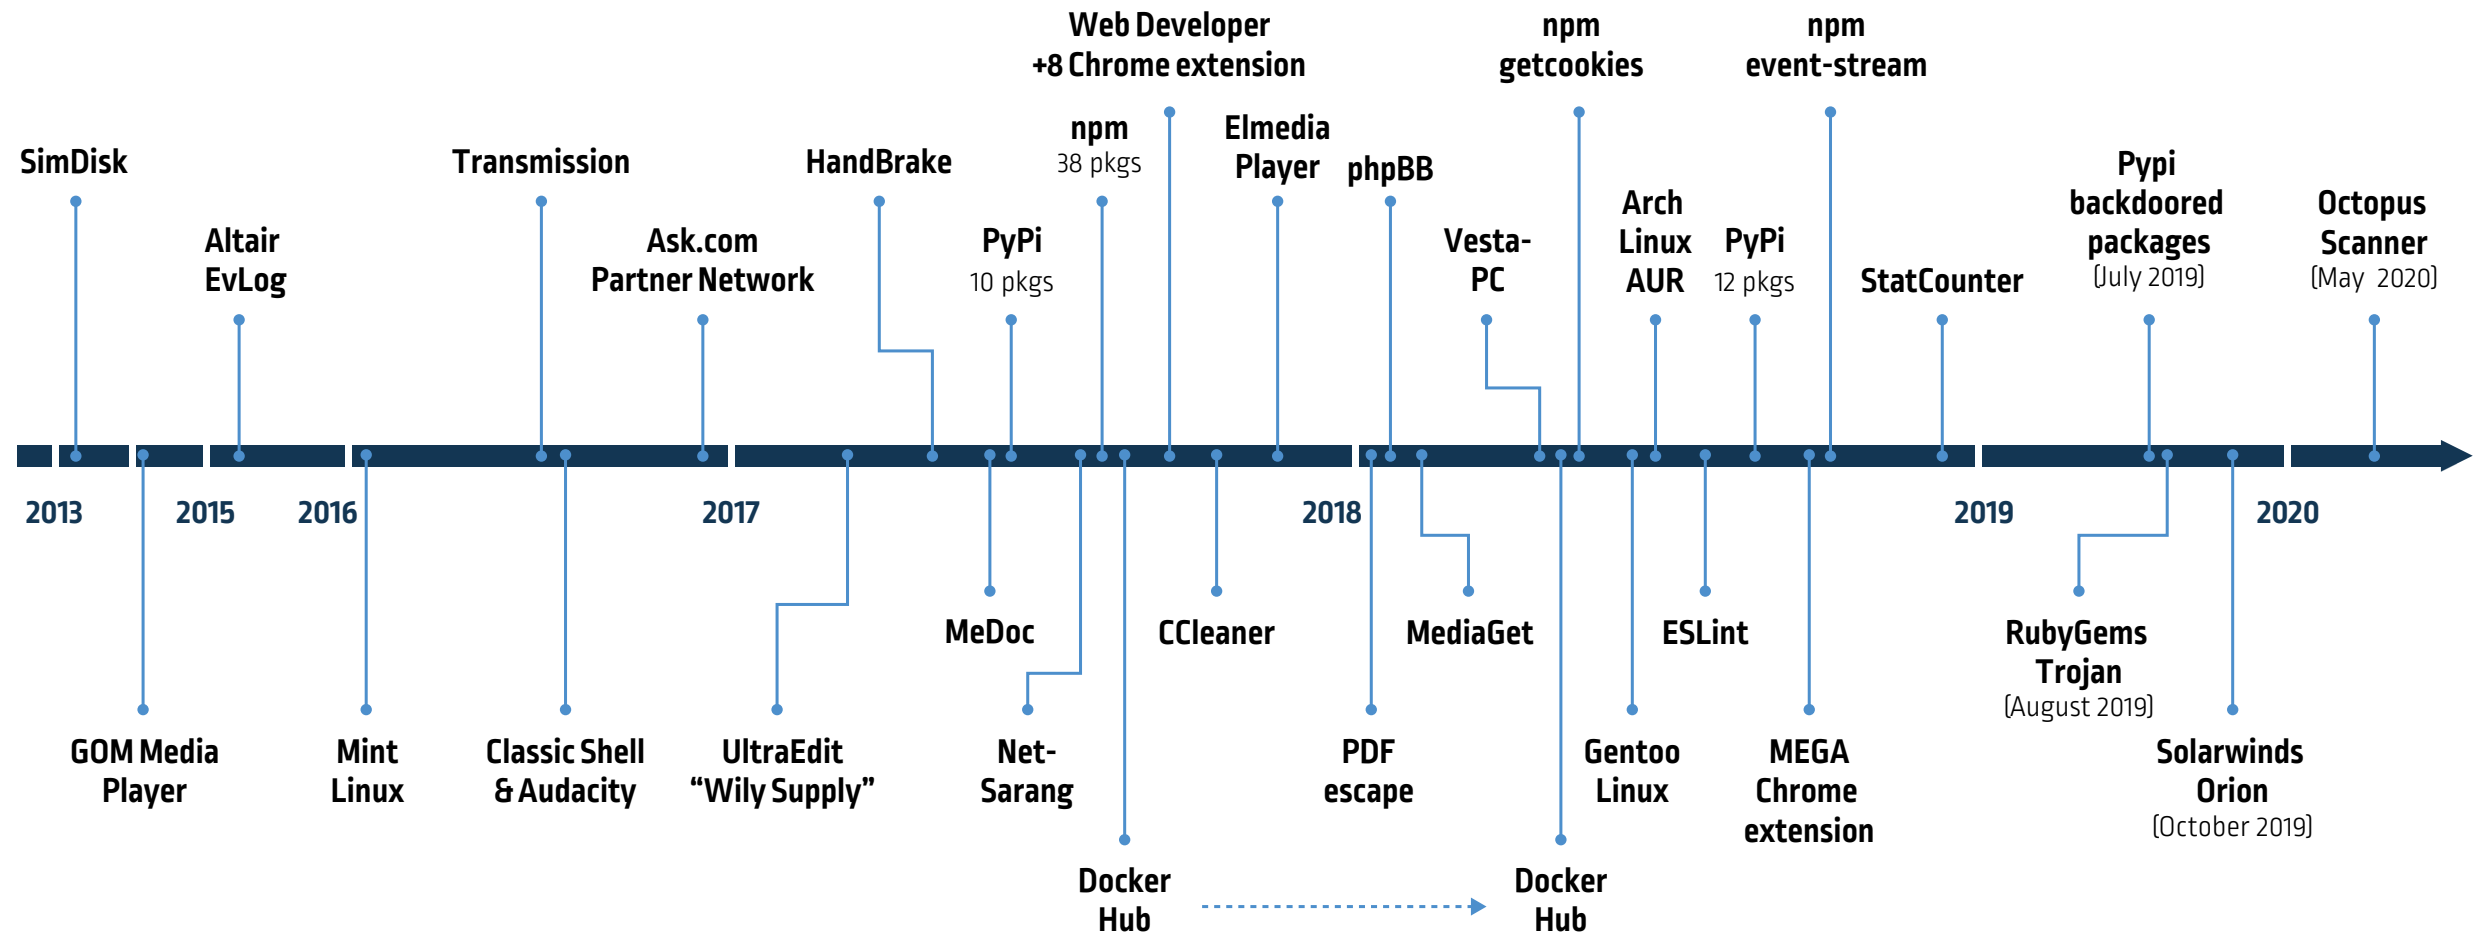 Web Developer
+8 Chrome extension
npm
getcookies
npm
event-stream
SimDisk
Transmission
HandBrake
npm
38 pkgs
Elmedia
Player
phpBB
Altair
EvLog
Ask.com
Partner Network
PyPi
10 pkgs
Vesta-
PC
Arch
Linux
AUR
PyPi
12 pkgs
StatCounter
Pypi
backdoored
packages
(July 2019)
Octopus
Scanner
(May 2020)
2013
2015
2016
2017
2018
2019
2020
MeDoc
CCleaner
MediaGet
ESLint
RubyGems
Trojan
(August 2019)
GOM Media
Player
Mint
Linux
Classic Shell
& Audacity
UltraEdit
“Wily Supply”
Net-
Sarang
PDF
escape
Gentoo
Linux
MEGA
Chrome
extension
Solarwinds
Orion
(October 2019)
Docker
Hub
Docker
Hub